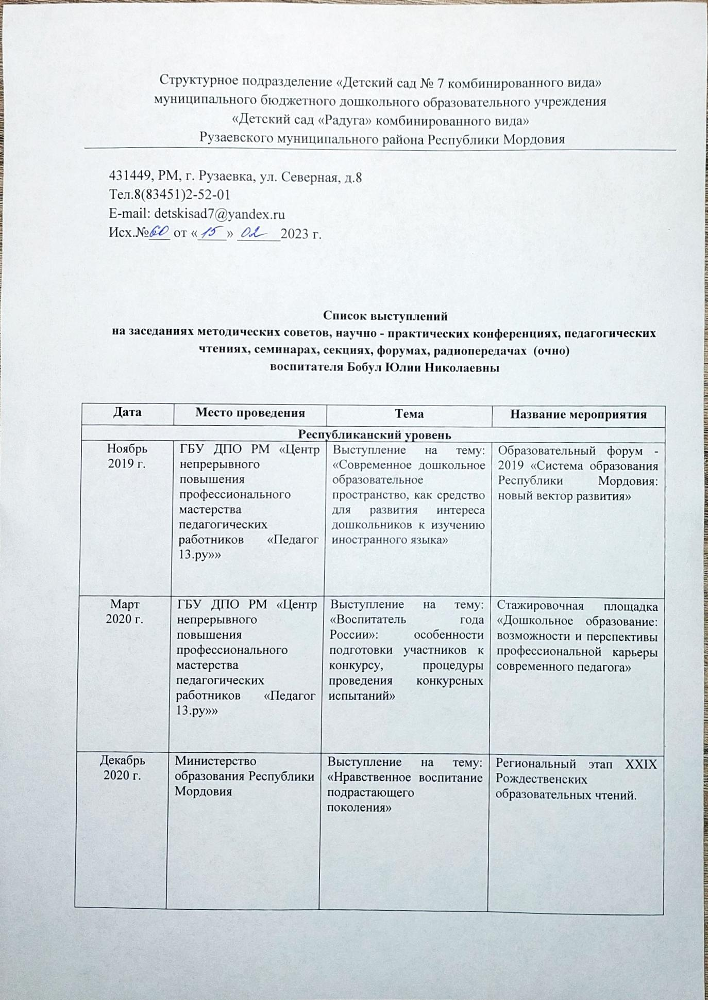 Структурное подразделение «Детский сад № 7 комбинированного вида»
муниципального бюджетного дошкольного образовательного учреждения
«Детский сад «Радуга» комбинированного вида»
Рузаевского муниципального района Республики Мордовия
431449, РМ, г. Рузаевка, ул. Северная, д.8
Тел.8(83451)2-52-01
E-mail: detskisad7@yandex.ru
Исх.№60 от «15» 02 2023 г.
Список выступлений
на заседаниях методических советов, научно - практических конференциях, педагогических
чтениях, семинарах, секциях, форумах, радиопередачах (очно)
воспитателя Бобул Юлии Николаевны
Дата
Место проведения
Тема
Название мероприятия
Республиканский уровень
Ноябрь
2019 г.
ГБУ ДПО РМ «Центр
непрерывного
повышения
профессионального
мастерства
педагогических
работников «Педагог
13.ру»»
Выступление на тему:
«Современное дошкольное
образовательное
пространство, как средство
для развития интереса
дошкольников к изучению
иностранного языка»
Образовательный форум -
2019 «Система образования
Республики Мордовия:
новый вектор развития»
Март
2020 г.
ГБУ ДПО РМ «Центр
непрерывного
повышения
профессионального
мастерства
педагогических
работников «Педагог
13.ру»»
Выступление на тему:
«Воспитатель года
России»: особенности
подготовки участников к
конкурсу, процедуры
проведения конкурсных
испытаний»
Стажировочная площадка
«Дошкольное образование:
возможности и перспективы
профессиональной карьеры
современного педагога»
Декабрь
2020 г.
Министерство
образования Республики
Мордовия
Выступление на тему:
«Нравственное воспитание
подрастающего
поколения»
Региональный этап XXIX
Рождественских
образовательных чтений.